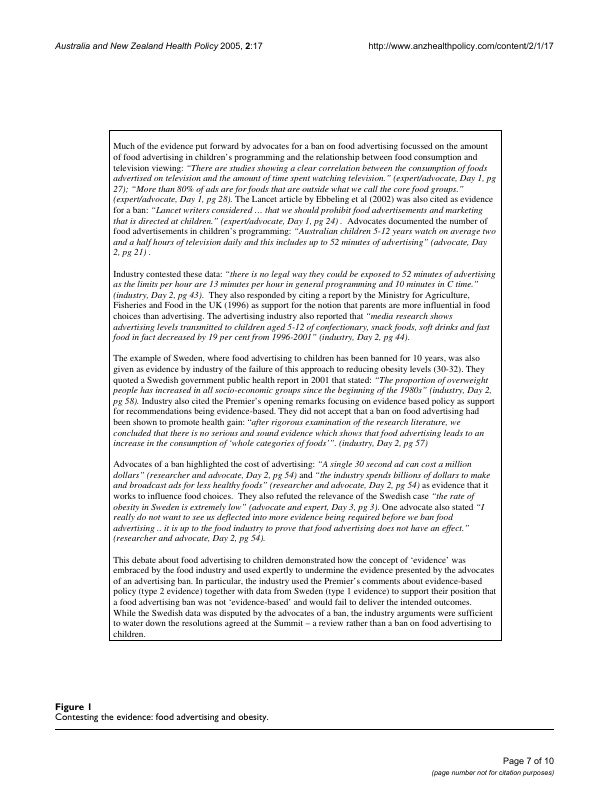 Australia and New Zealand Health Policy 2005, 2:17
http://www.anzhealthpolicy.com/content/2/1/17
Much of the evidence put forward by advocates for a ban on food advertising focussed on the amount
of food advertising in children's programming and the relationship between food consumption and
television viewing: "There are studies showing a clear correlation between the consumption of foods
advertised on television and the amount of time spent watching television." (expert/advocate, Day 1, pg
27); "More than 80% of ads are for foods that are outside what we call the core food groups."
(expert/advocate, Day 1, pg 28). The Lancet article by Ebbeling et al (2002) was also cited as evidence
for a ban: "Lancet writers considered … that we should prohibit food advertisements and marketing
that is directed at children." (expert/advocate, Day 1, pg 24) . Advocates documented the number of
food advertisements in children's programming: "Australian children 5-12 years watch on average two
and a half hours of television daily and this includes up to 52 minutes of advertising" (advocate, Day
2, pg 21) .
Industry contested these data: "there is no legal way they could be exposed to 52 minutes of advertising
as the limits per hour are 13 minutes per hour in general programming and 10 minutes in C time."
(industry, Day 2, pg 43). They also responded by citing a report by the Ministry for Agriculture,
Fisheries and Food in the UK (1996) as support for the notion that parents are more influential in food
choices than advertising. The advertising industry also reported that "media research shows
advertising levels transmitted to children aged 5-12 of confectionary, snack foods, soft drinks and fast
food in fact decreased by 19 per cent from 1996-2001" (industry, Day 2, pg 44).
The example of Sweden, where food advertising to children has been banned for 10 years, was also
given as evidence by industry of the failure of this approach to reducing obesity levels (30-32). They
quoted a Swedish government public health report in 2001 that stated: "The proportion of overweight
people has increased in all socio-economic groups since the beginning of the 1980s" (industry, Day 2,
pg 58). Industry also cited the Premier's opening remarks focusing on evidence based policy as support
for recommendations being evidence-based. They did not accept that a ban on food advertising had
been shown to promote health gain: "after rigorous examination of the research literature, we
concluded that there is no serious and sound evidence which shows that food advertising leads to an
increase in the consumption of 'whole categories of foods'". (industry, Day 2, pg 57)
Advocates of a ban highlighted the cost of advertising: "A single 30 second ad can cost a million
dollars" (researcher and advocate, Day 2, pg 54) and "the industry spends billions of dollars to make
and broadcast ads for less healthy foods" (researcher and advocate, Day 2, pg 54) as evidence that it
works to influence food choices. They also refuted the relevance of the Swedish case "the rate of
obesity in Sweden is extremely low" (advocate and expert, Day 3, pg 3). One advocate also stated "I
really do not want to see us deflected into more evidence being required before we ban food
advertising .. it is up to the food industry to prove that food advertising does not have an effect."
(researcher and advocate, Day 2, pg 54).
This debate about food advertising to children demonstrated how the concept of 'evidence' was
embraced by the food industry and used expertly to undermine the evidence presented by the advocates
of an advertising ban. In particular, the industry used the Premier's comments about evidence-based
policy (type 2 evidence) together with data from Sweden (type 1 evidence) to support their position that
a food advertising ban was not 'evidence-based' and would fail to deliver the intended outcomes.
While the Swedish data was disputed by the advocates of a ban, the industry arguments were sufficient
to water down the resolutions agreed at the Summit – a review rather than a ban on food advertising to
children.
Figure 1
Contesting the evidence: food advertising and obesity.
Page 7 of 10
(page number not for citation purposes)